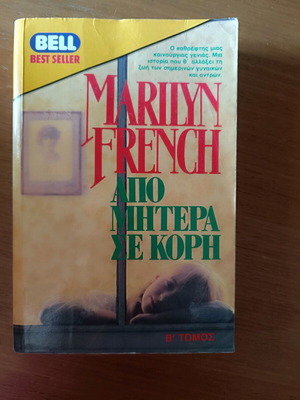 BELL
BEST SELLER
Ο καθρέφτης μιας
καινούργιας γενιάς. Μια
ιστορία που θ' αλλάξει τη
ζωή των σημερινών γυναικών
και αντρών.
MARILYN
FRENCH
ΑΠΟ
ΜΗΤΕΡΑ
ΣΕ ΚΟΡΗ
Β' ΤΟΜΟΣ